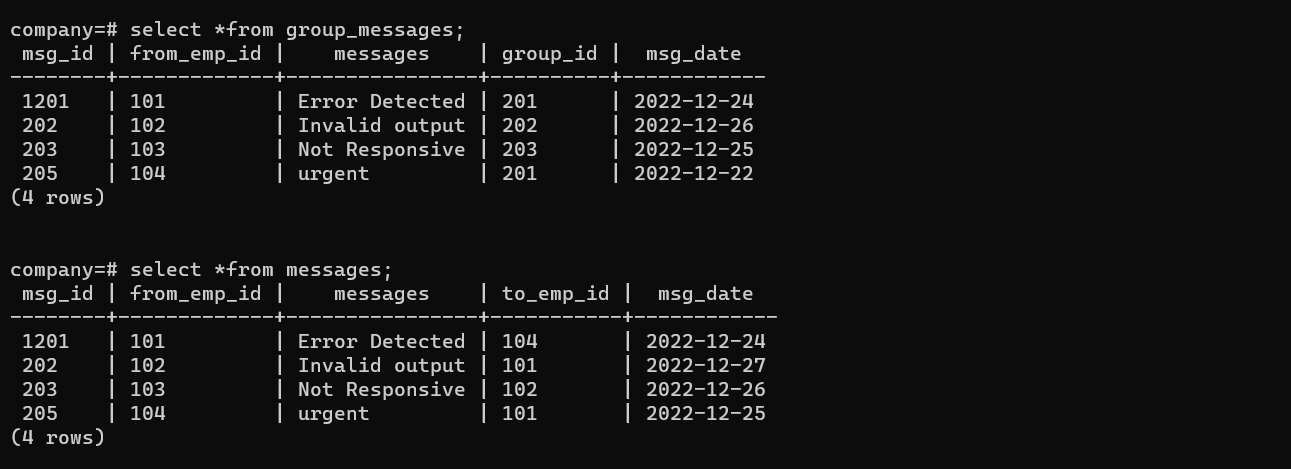 company=# select *from group_messages;
 msg_id | from_emp_id |    messages    | group_id |  msg_date
--------+-------------+----------------+----------+------------
 1201   | 101         | Error Detected | 201      | 2022-12-24
 202    | 102         | Invalid output | 202      | 2022-12-26
 203    | 103         | Not Responsive | 203      | 2022-12-25
 205    | 104         | urgent         | 201      | 2022-12-22
(4 rows)
company=# select *from messages;
 msg_id | from_emp_id |    messages    | to_emp_id |  msg_date
--------+-------------+----------------+-----------+------------
 1201   | 101         | Error Detected | 104       | 2022-12-24
 202    | 102         | Invalid output | 101       | 2022-12-27
 203    | 103         | Not Responsive | 102       | 2022-12-26
 205    | 104         | urgent         | 101       | 2022-12-25
(4 rows)